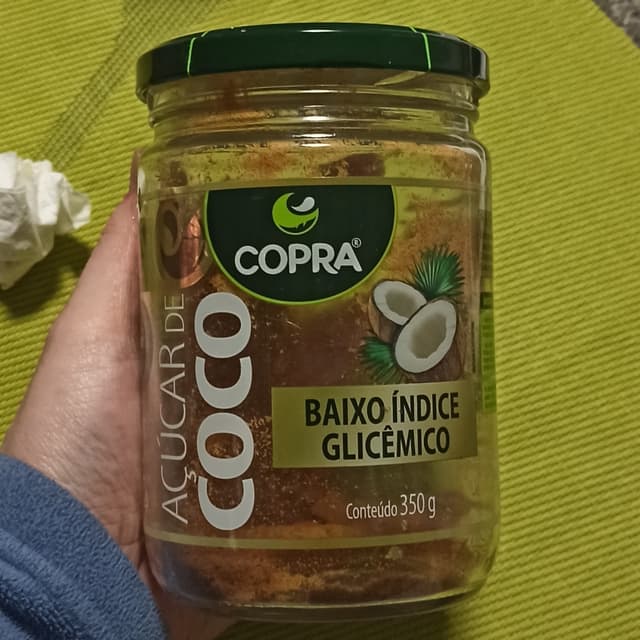 COPRA®
AÇÚCAR DE
COCO
BAIXO ÍNDICE
GLICÊMICO
Conteúdo 350 g